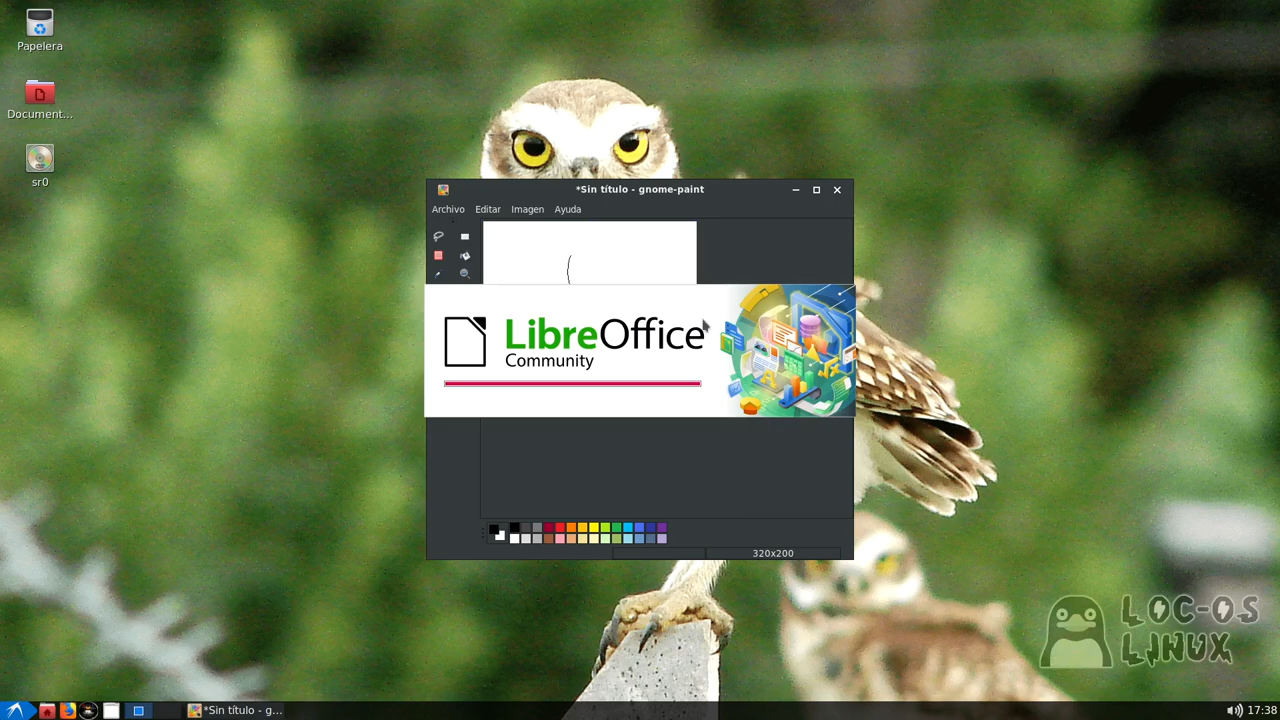 Papelera
Document...
sr0
*Sin título - gnome-paint
Archivo Editar Imagen Ayuda
LibreOffice
Community
320x200
LOC-OS
LINUX
*Sin título - g...
17:38